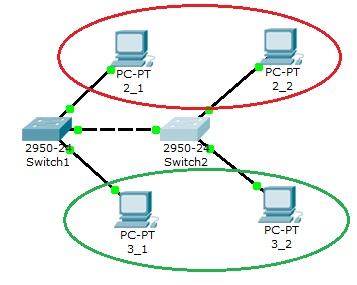 PC-PT
2_1
PC-PT
2_2
2950-24
Switch1
2950-24
Switch2
PC-PT
3_1
PC-PT
3_2